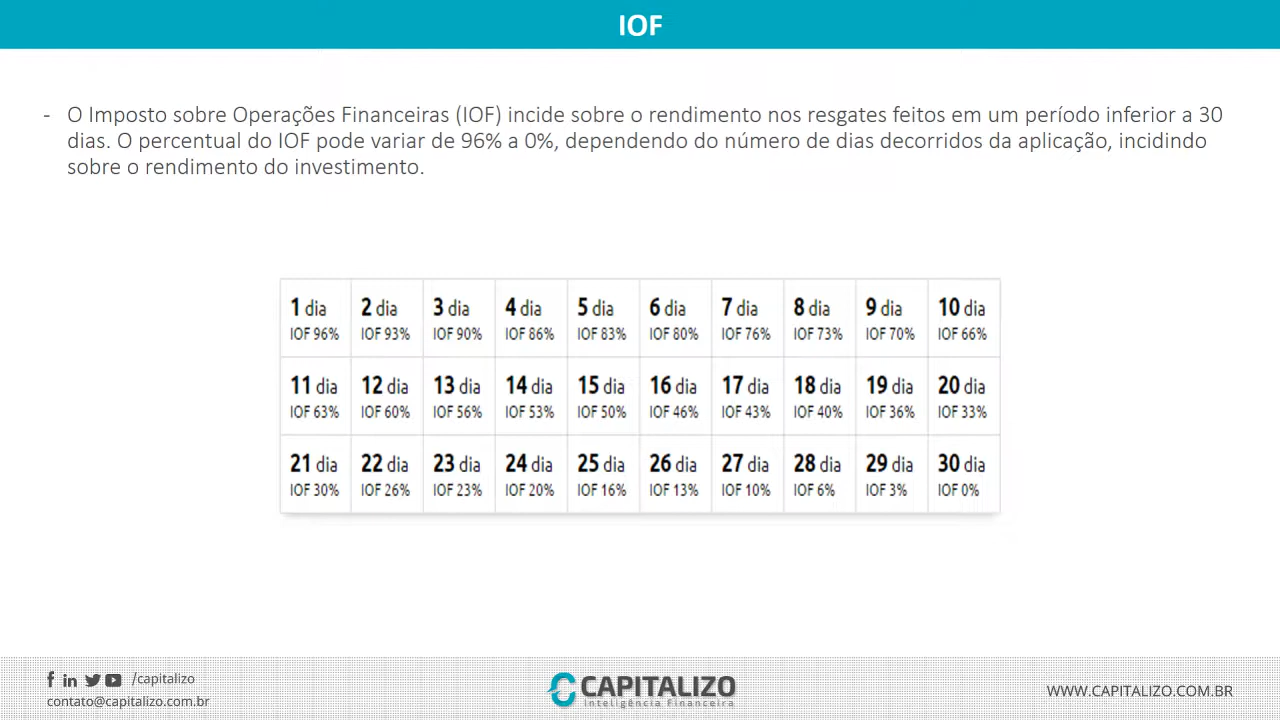 IOF
- O Imposto sobre Operações Financeiras (IOF) incide sobre o rendimento nos resgates feitos em um período inferior a 30
dias. O percentual do IOF pode variar de 96% a 0%, dependendo do número de dias decorridos da aplicação, incidindo
sobre o rendimento do investimento.
1 dia 2 dia 3 dia 4 dia 5 dia 6 dia 7 dia 8 dia 9 dia 10 dia
IOF 96% IOF 93% IOF 90% IOF 86% IOF 83% IOF 80% IOF 76% IOF 73% IOF 70% IOF 66%
11 dia 12 dia 13 dia 14 dia 15 dia 16 dia 17 dia 18 dia 19 dia 20 dia
IOF 63% IOF 60% IOF 56% IOF 53% IOF 50% IOF 46% IOF 43% IOF 40% IOF 36% IOF 33%
21 dia 22 dia 23 dia 24 dia 25 dia 26 dia 27 dia 28 dia 29 dia 30 dia
IOF 30% IOF 26% IOF 23% IOF 20% IOF 16% IOF 13% IOF 10% IOF 6% IOF 3% IOF 0%
/capitalizo
contato@capitalizo.com.br
CAPITALIZO
Inteligência Financeira
WWW.CAPITALIZO.COM.BR